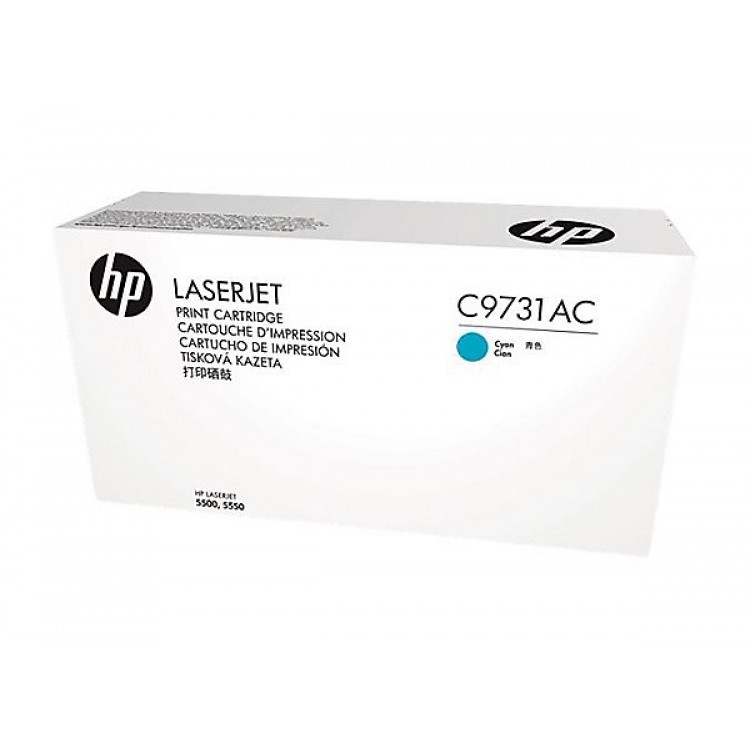 hp
hp
LASERJET
PRINT CARTRIDGE
CARTOUCHE D'IMPRESSION
CARTUCHO DE IMPRESIÓN
TISKOVÁ KAZETA
打印硒鼓
C9731AC
Cyan 青色
Cian
HP LASERJET
5500, 5550